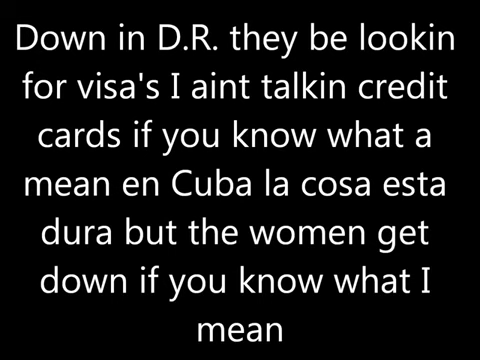 Down in D.R. they be lookin
for visa's I aint talkin credit
cards if you know what a
mean en Cuba la cosa esta
dura but the women get
down if you know what I
mean